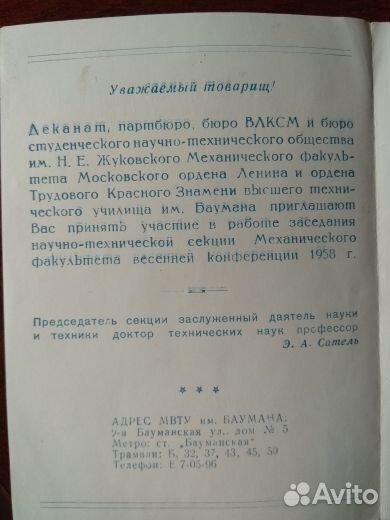 Уважаемый товарищ!
Деканат, партбюро, бюро ВЛКСМ и бюро
студенческого научно-технического общества
им. Н. Е. Жуковского Механического факуль-
тета Московского ордена Ленина и ордена
Трудового Красного Знамени высшего техни-
ческого училища им. Баумана приглашают
Вас принять участие в работе заседания
научно-технической секции Механического
факультета весенней конференции 1958 г.
Председатель секции заслуженный даятель науки
и техники доктор технических наук профессор
Э. А. Сатель
* * *
АДРЕС МВТУ им. БАУМАНА:
2-я Бауманская ул., дом № 5
Метро: ст. „Бауманская"
Трамваи: Б, 32, 37, 43, 45, 50
Телефон: Е 7-05-96
Avito